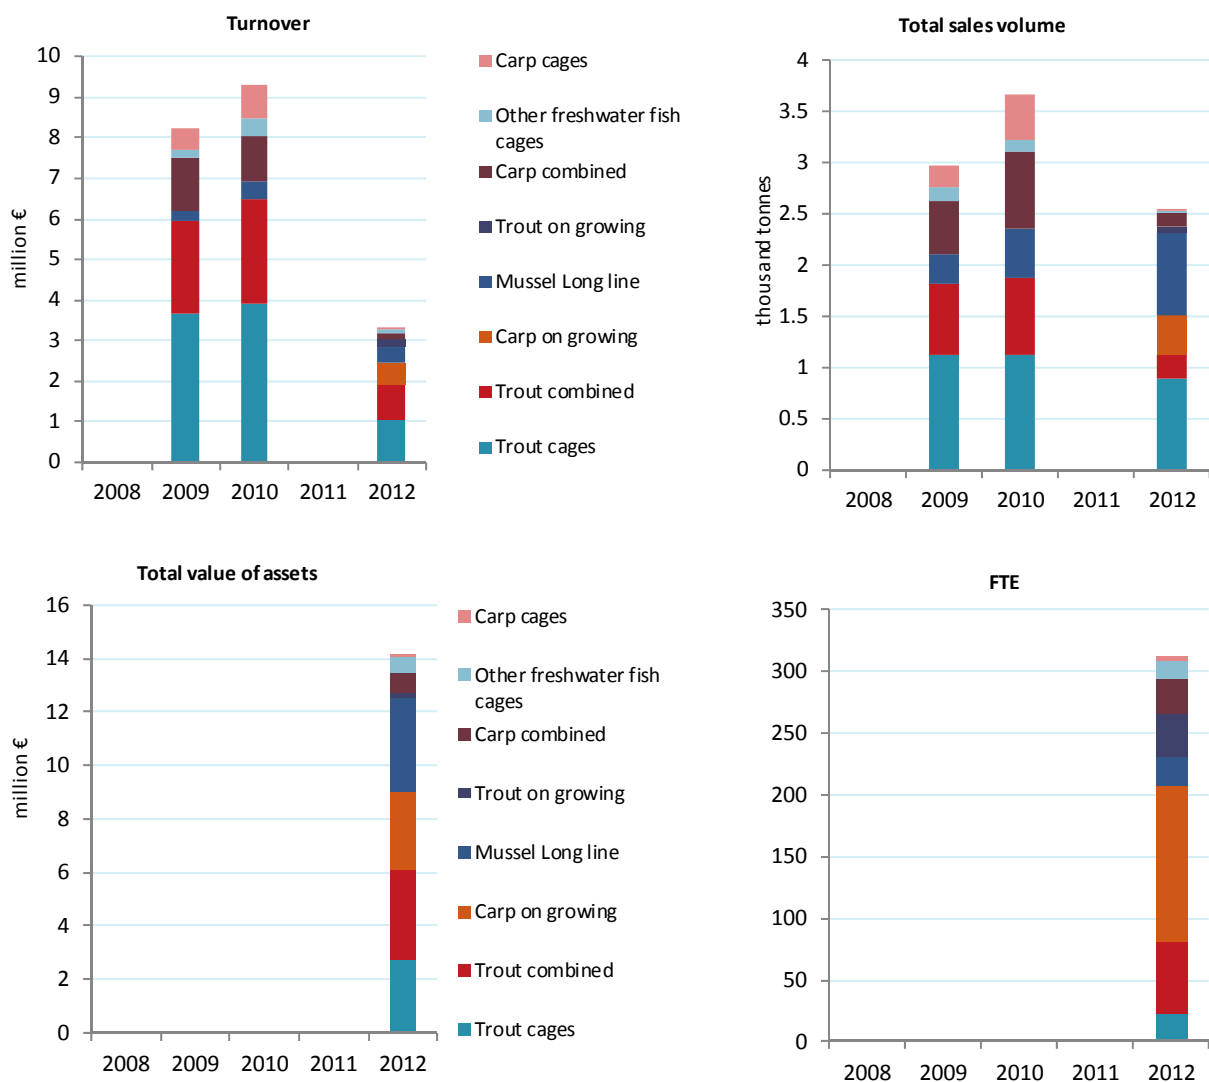 Turnover
10
9
8
7
6
5
4
3
2
1
0
million €
2008 2009 2010 2011 2012
Carp cages
Other freshwater fish
cages
Carp combined
Trout on growing
Mussel Long line
Carp on growing
Trout combined
Trout cages
Total sales volume
4
3.5
3
2.5
2
1.5
1
0.5
0
thousand tonnes
2008 2009 2010 2011 2012
Total value of assets
16
14
12
10
8
6
4
2
0
million €
2008 2009 2010 2011 2012
Carp cages
Other freshwater fish
cages
Carp combined
Trout on growing
Mussel Long line
Carp on growing
Trout combined
Trout cages
FTE
350
300
250
200
150
100
50
0
2008 2009 2010 2011 2012